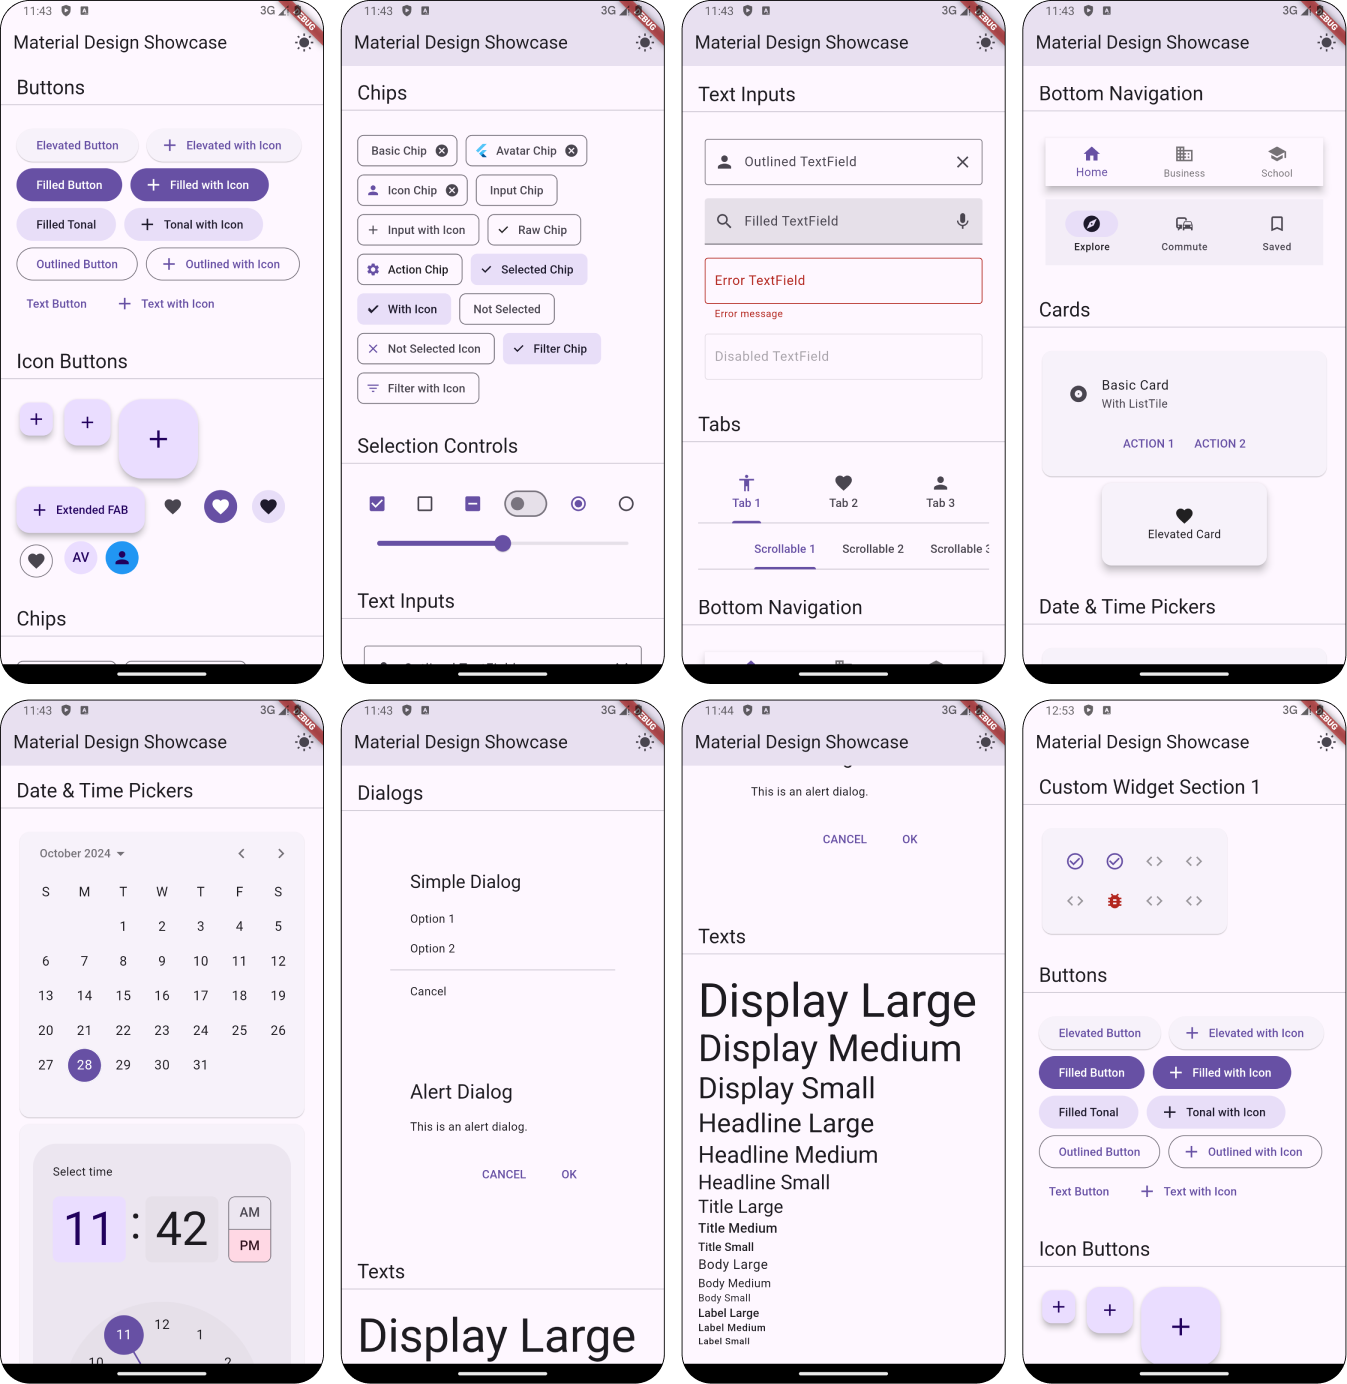 11:43 3G
DEBUG
Material Design Showcase
Buttons
Elevated Button Elevated with Icon
Filled Button Filled with Icon
Filled Tonal Tonal with Icon
Outlined Button Outlined with Icon
Text Button Text with Icon
Icon Buttons
Extended FAB
AV
Chips
11:43 3G
DEBUG
Material Design Showcase
Chips
Basic Chip Avatar Chip
Icon Chip Input Chip
Input with Icon Raw Chip
Action Chip Selected Chip
With Icon Not Selected
Not Selected Icon Filter Chip
Filter with Icon
Selection Controls
Text Inputs
11:43 3G
DEBUG
Material Design Showcase
Text Inputs
Outlined TextField
Filled TextField
Error TextField
Error message
Disabled TextField
Tabs
Tab 1 Tab 2 Tab 3
Scrollable 1 Scrollable 2 Scrollable 3
Bottom Navigation
11:43 3G
DEBUG
Material Design Showcase
Bottom Navigation
Home Business School
Explore Commute Saved
Cards
Basic Card
With ListTile
ACTION 1 ACTION 2
Elevated Card
Date & Time Pickers
11:43 3G
DEBUG
Material Design Showcase
Date & Time Pickers
October 2024
S M T W T F S
1 2 3 4 5
6 7 8 9 10 11 12
13 14 15 16 17 18 19
20 21 22 23 24 25 26
27 28 29 30 31
Select time
11 : 42 AM
PM
12
11 1
10 2
11:43 3G
DEBUG
Material Design Showcase
Dialogs
Simple Dialog
Option 1
Option 2
Cancel
Alert Dialog
This is an alert dialog.
CANCEL OK
Texts
Display Large
11:44 3G
DEBUG
Material Design Showcase
This is an alert dialog.
CANCEL OK
Texts
Display Large
Display Medium
Display Small
Headline Large
Headline Medium
Headline Small
Title Large
Title Medium
Title Small
Body Large
Body Medium
Body Small
Label Large
Label Medium
Label Small
12:53 3G
DEBUG
Material Design Showcase
Custom Widget Section 1
Buttons
Elevated Button Elevated with Icon
Filled Button Filled with Icon
Filled Tonal Tonal with Icon
Outlined Button Outlined with Icon
Text Button Text with Icon
Icon Buttons